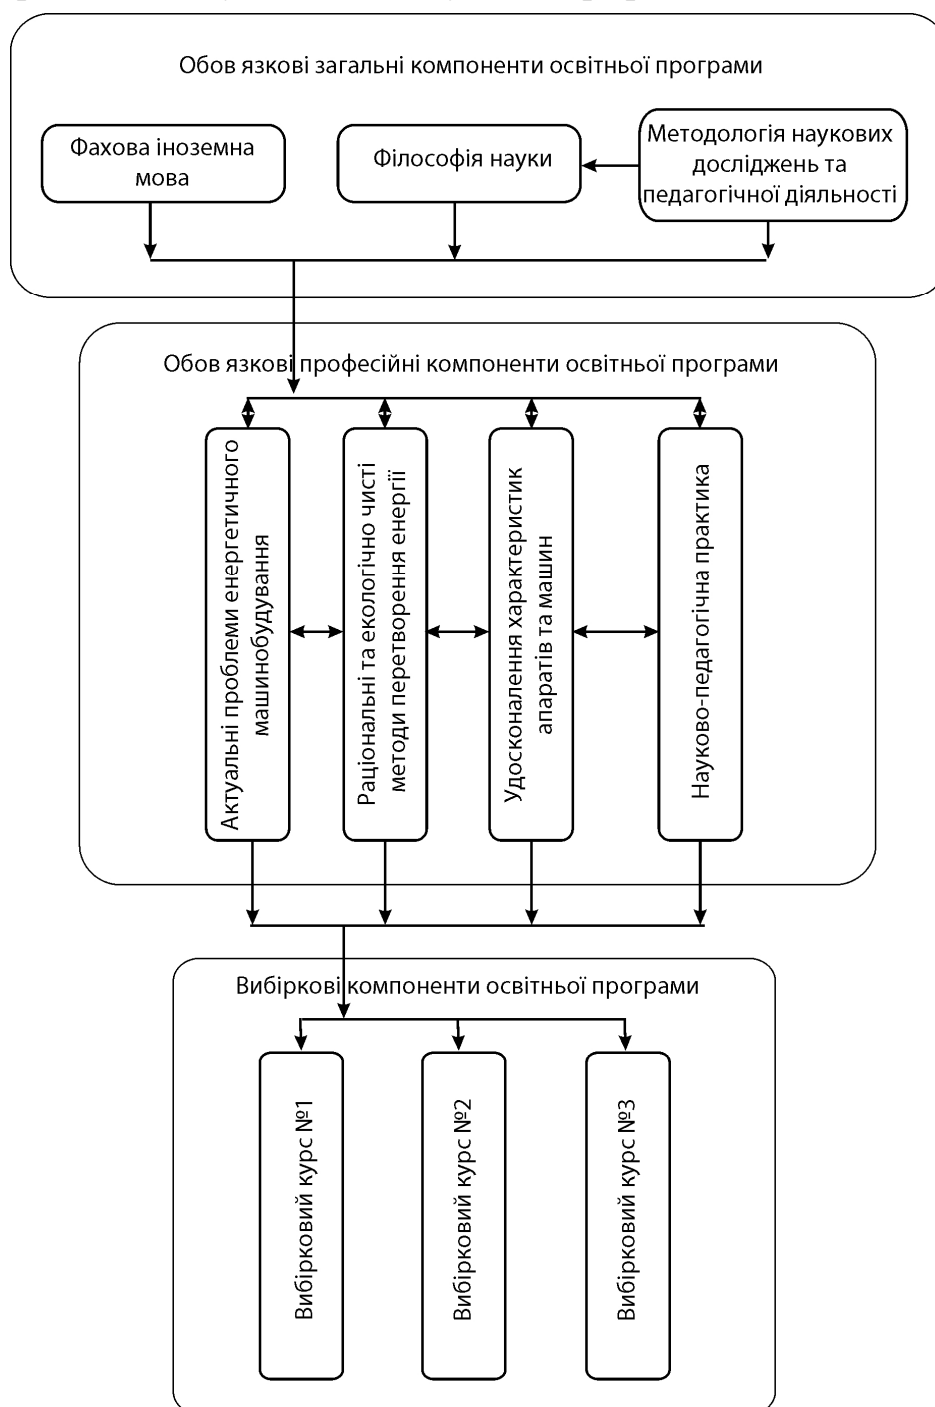 Обов язкові загальні компоненти освітньої програми
Фахова іноземна
мова
Філософія науки
Методологія наукових
досліджень та
педагогічної діяльності
Обов язкові професійні компоненти освітньої програми
Актуальні проблеми енергетичного
машинобудування
Раціональні та екологічно чисті
методи перетворення енергії
Удосконалення характеристик
апаратів та машин
Науково-педагогічна практика
Вибіркові компоненти освітньої програми
Вибірковий курс №1
Вибірковий курс №2
Вибірковий курс №3